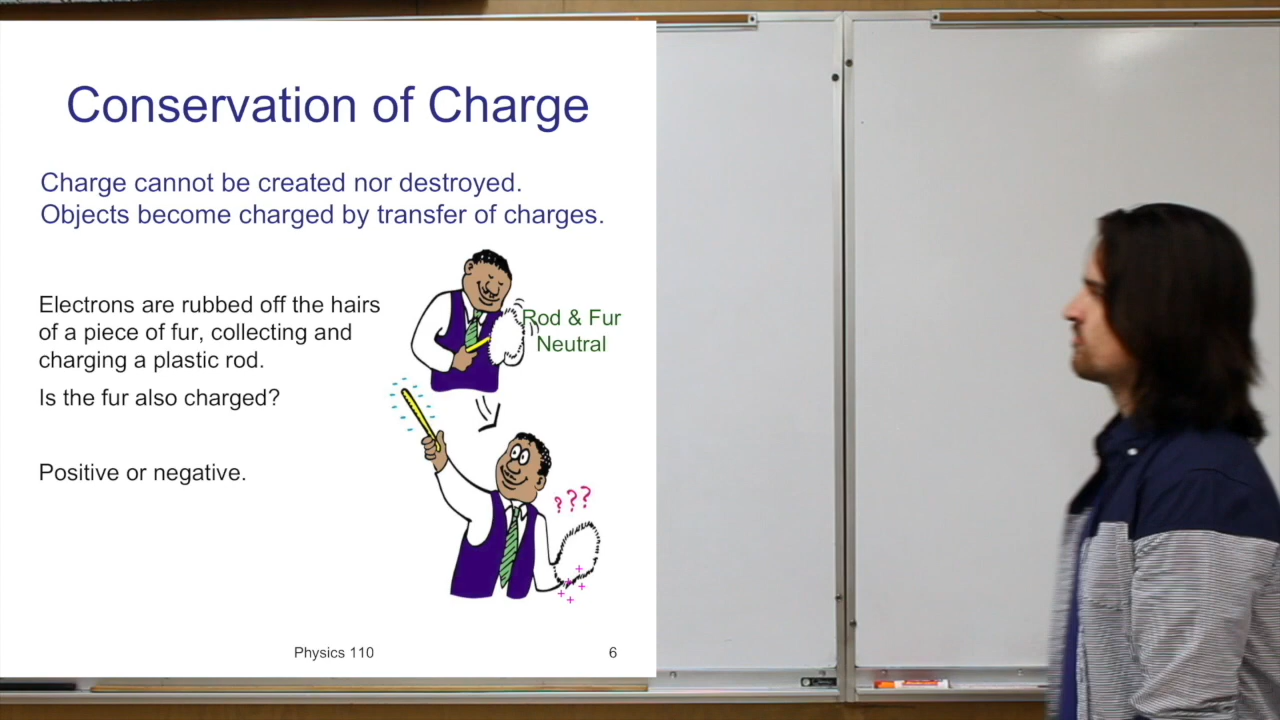 Conservation of Charge
Charge cannot be created nor destroyed.
Objects become charged by transfer of charges.
Electrons are rubbed off the hairs
of a piece of fur, collecting and
charging a plastic rod.
Is the fur also charged?
Positive or negative.
Rod & Fur
Neutral
???
Physics 110
6